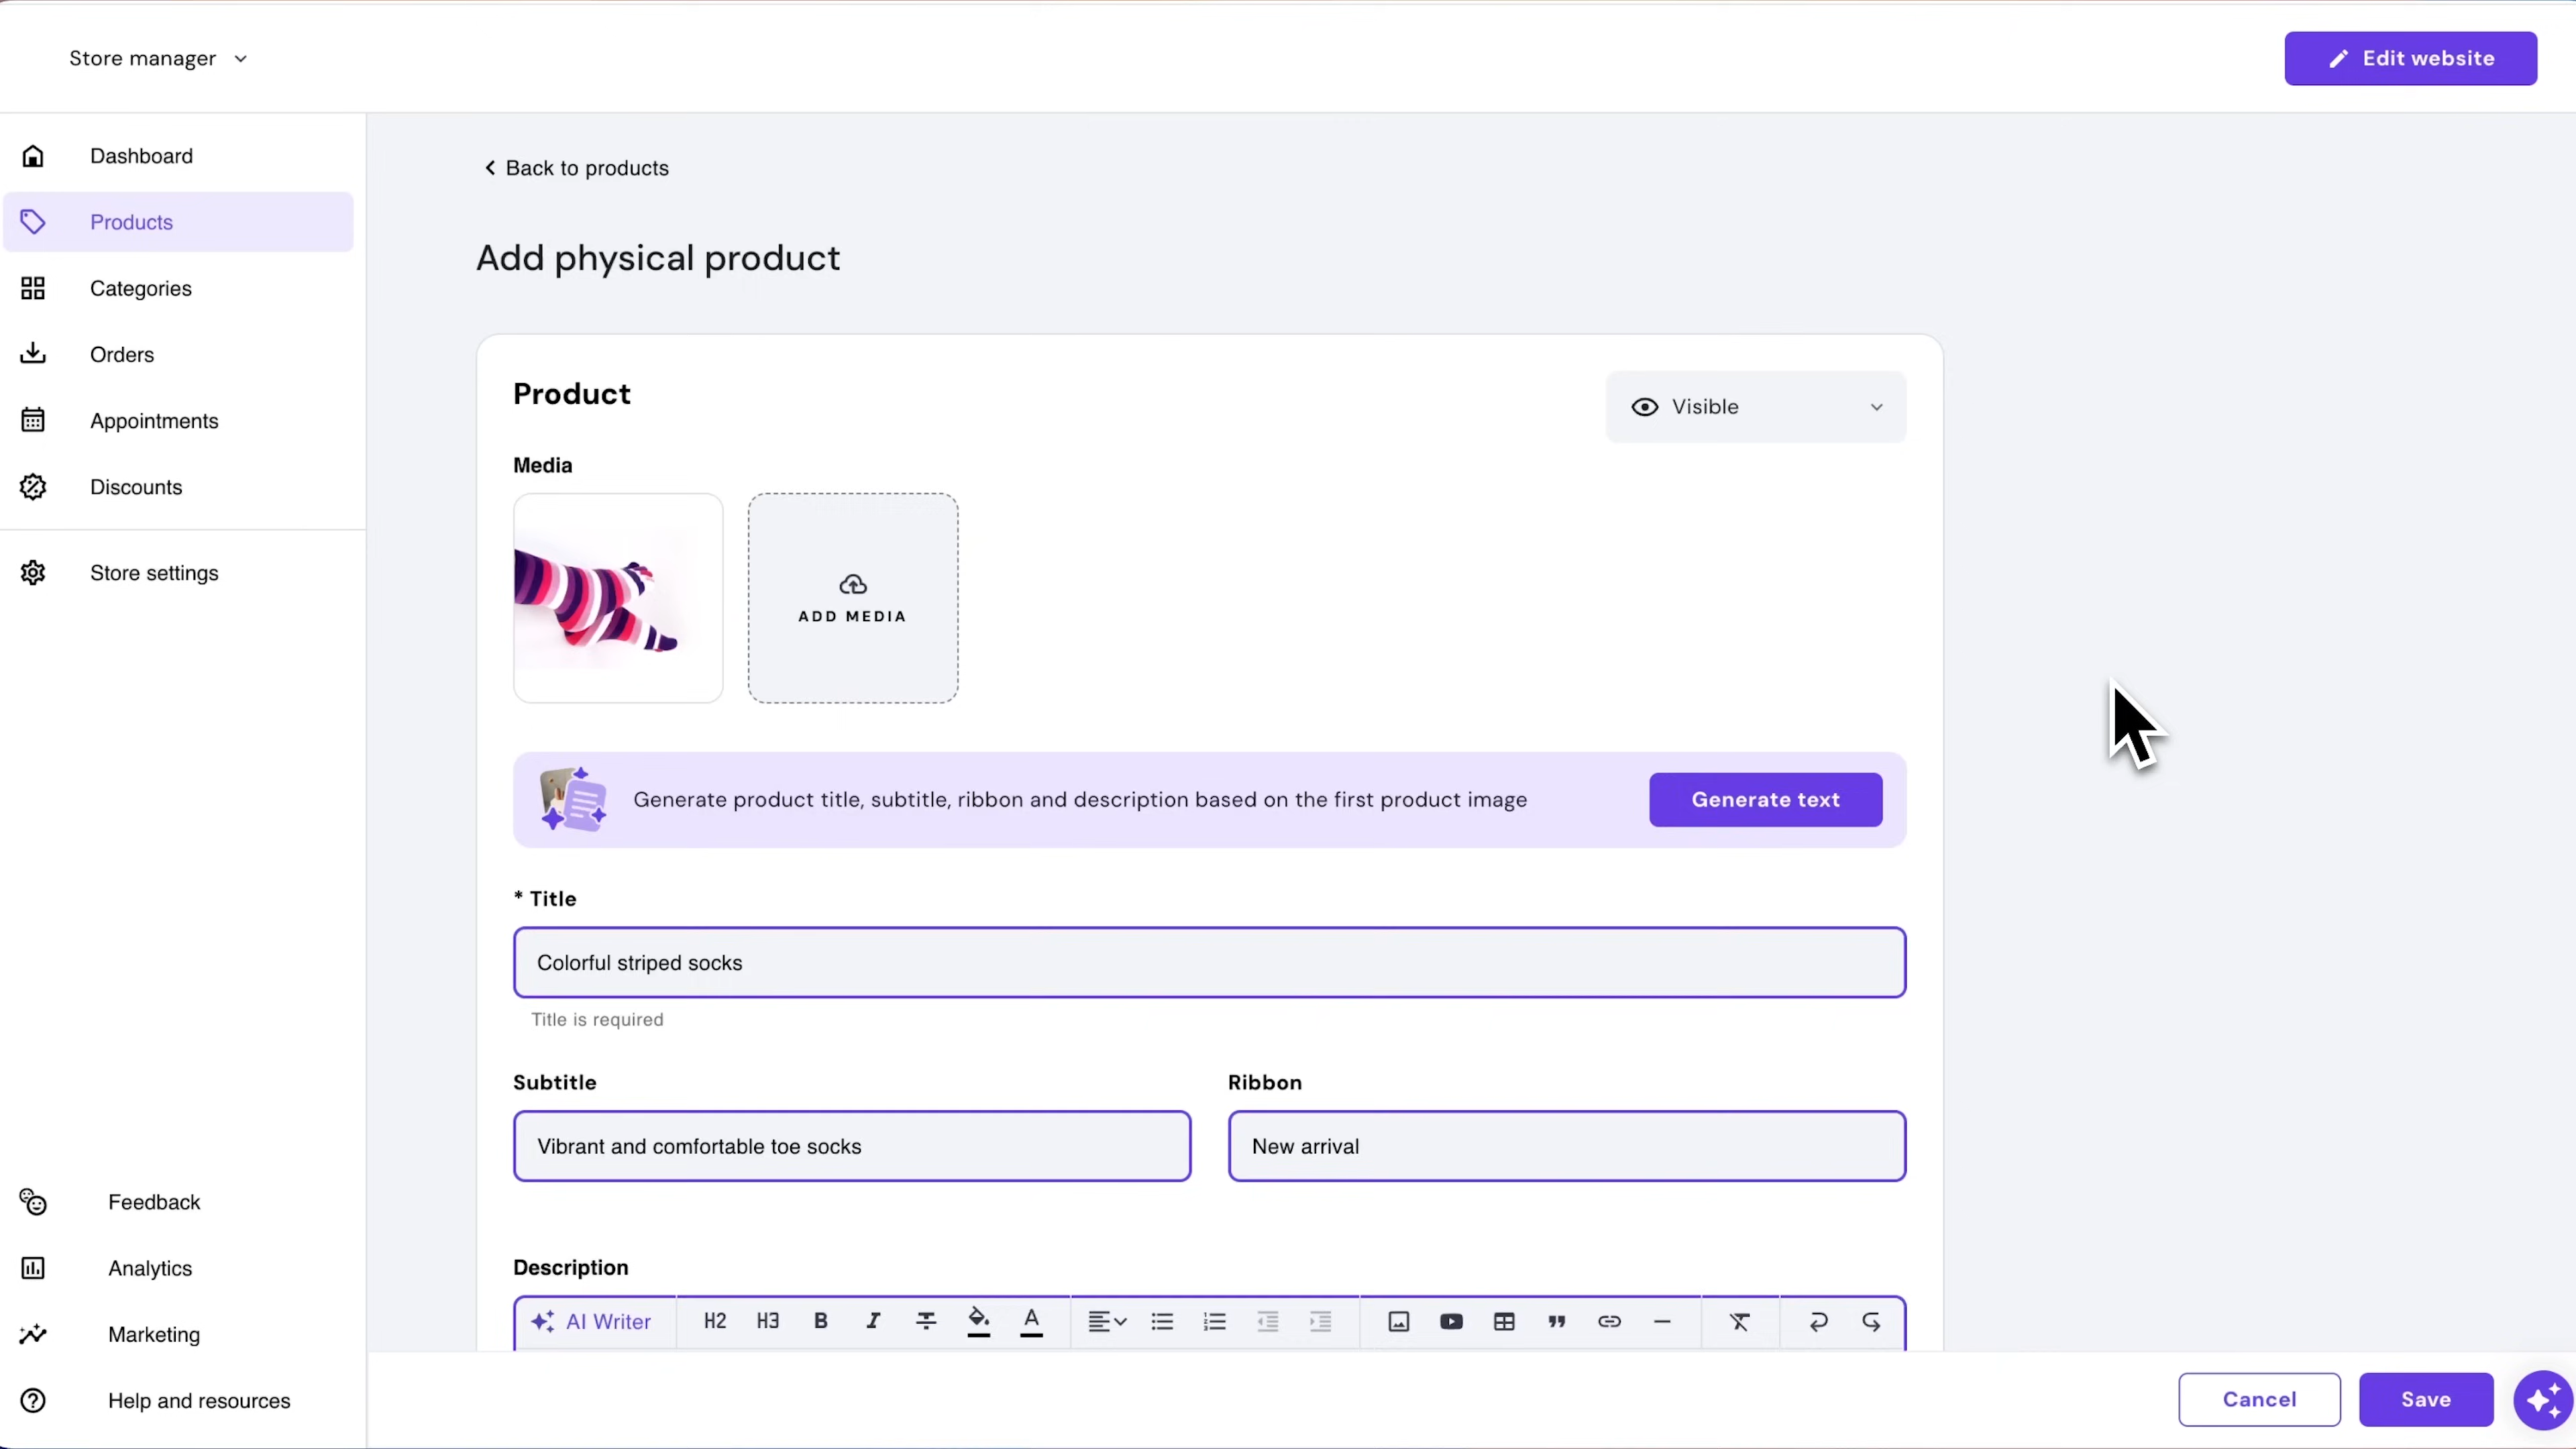 Store manager
Edit website
Dashboard
Products
Categories
Orders
Appointments
Discounts
Store settings
Feedback
Analytics
Marketing
Help and resources
Back to products
Add physical product
Product
Visible
Media
ADD MEDIA
Generate product title, subtitle, ribbon and description based on the first product image
Generate text
* Title
Colorful striped socks
Title is required
Subtitle
Ribbon
Vibrant and comfortable toe socks
New arrival
Description
AI Writer
H2
H3
B
I
A
Cancel
Save